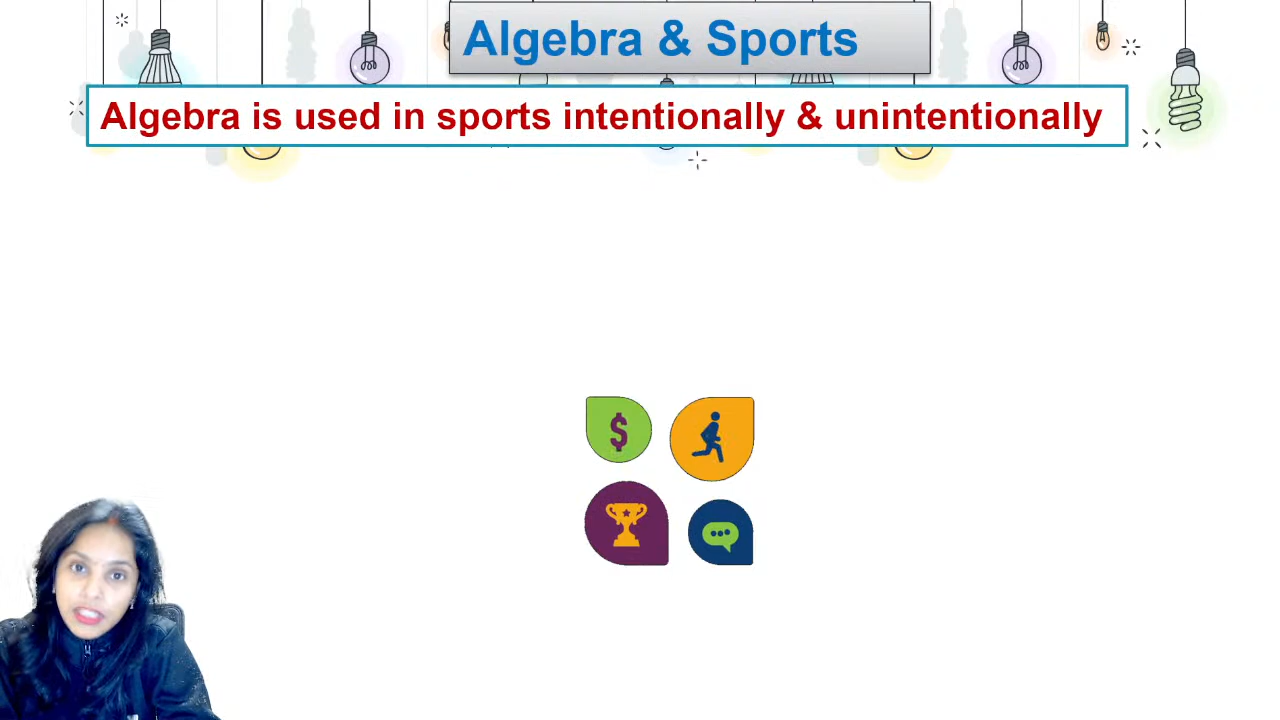 Algebra & Sports
Algebra is used in sports intentionally & unintentionally
$